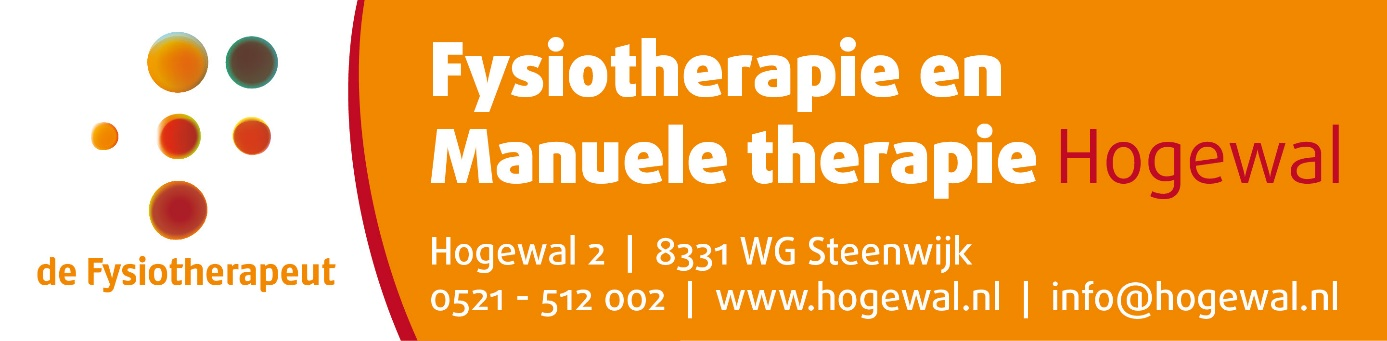 de Fysiotherapeut
Fysiotherapie en
Manuele therapie Hogewal
Hogewal 2 | 8331 WG Steenwijk
0521 - 512 002 | www.hogewal.nl | info@hogewal.nl